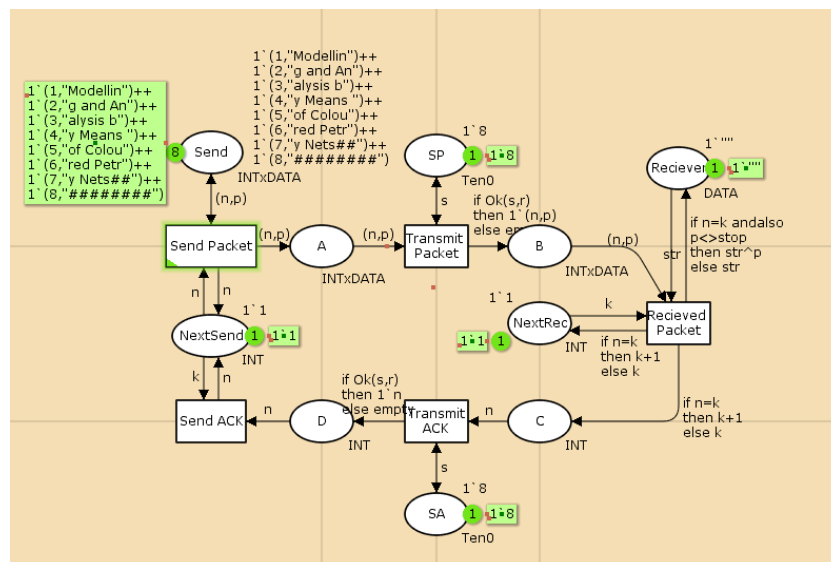 1`(1,"Modellin")++
1`(2,"g and An")++
1`(3,"alysis b")++
1`(4,"y Means ")++
1`(5,"of Colou")++
1`(6,"red Petr")++
1`(7,"y Nets##")++
1`(8,"########")
8
Send
INTxDATA
1`(1,"Modellin")++
1`(2,"g and An")++
1`(3,"alysis b")++
1`(4,"y Means ")++
1`(5,"of Colou")++
1`(6,"red Petr")++
1`(7,"y Nets##")++
1`(8,"########")
1`8
SP
1
1`8
Ten0
1`""
Reciever
1
1`""
DATA
(n,p)
s
if Ok(s,r)
then 1`(n,p)
else
str
if n=k andalso
p<>stop
then str^p
else str
Send Packet
(n,p)
A
INTxDATA
(n,p)
Transmit
Packet
B
INTxDATA
(n,p)
n
n
1`1
NextSend
1
1`1
INT
1`1
NextRec
1`1
1
INT
k
if n=k
then k+1
else k
Recieved
Packet
k
n
Send ACK
n
D
INT
if Ok(s,r)
then 1`n
else empty
Transmit
ACK
n
C
INT
if n=k
then k+1
else k
s
1`8
SA
1
1`8
Ten0